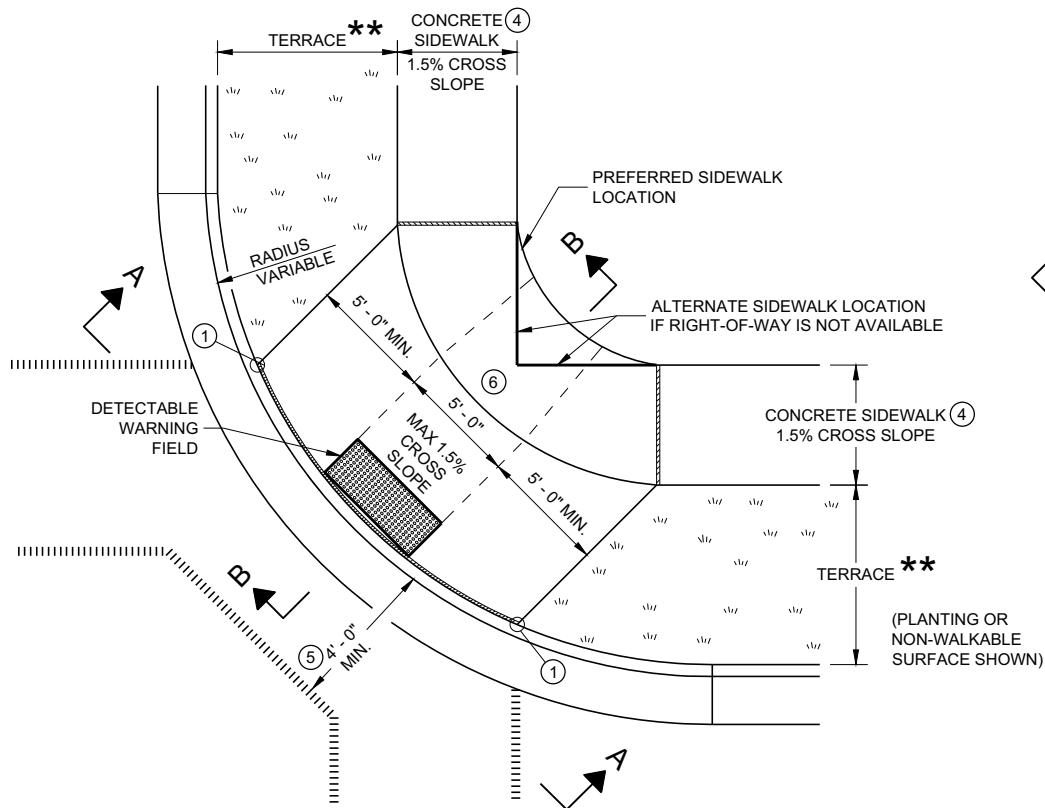 TERRACE **
CONCRETE ④
SIDEWALK
1.5% CROSS
SLOPE
PREFERRED SIDEWALK
LOCATION
B
RADIUS
VARIABLE
A
ALTERNATE SIDEWALK LOCATION
IF RIGHT-OF-WAY IS NOT AVAILABLE
①
5' - 0" MIN.
⑥
DETECTABLE
WARNING
FIELD
5' - 0"
MAX 1.5%
CROSS
SLOPE
5' - 0" MIN.
CONCRETE SIDEWALK ④
1.5% CROSS SLOPE
TERRACE **
(PLANTING OR
NON-WALKABLE
SURFACE SHOWN)
B
⑤ 4' - 0"
MIN.
①
A